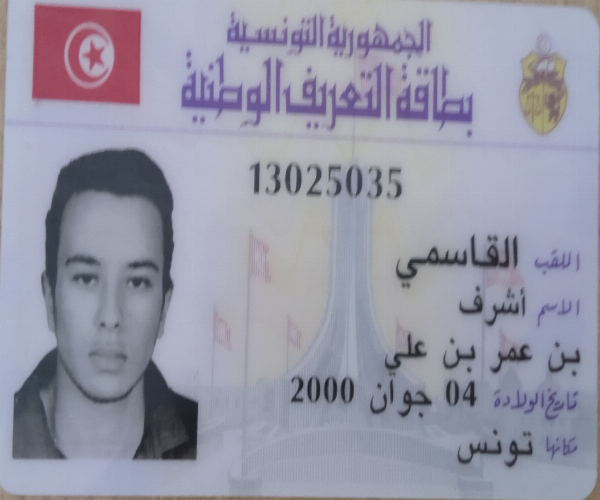 الجمهورية التونسية
بطاقة التعريف الوطنية
13025035
اللقب القاسمي
الاسم أشرف
بن عمر بن علي
تاريخ الولادة 04 جوان 2000
مكانها تونس